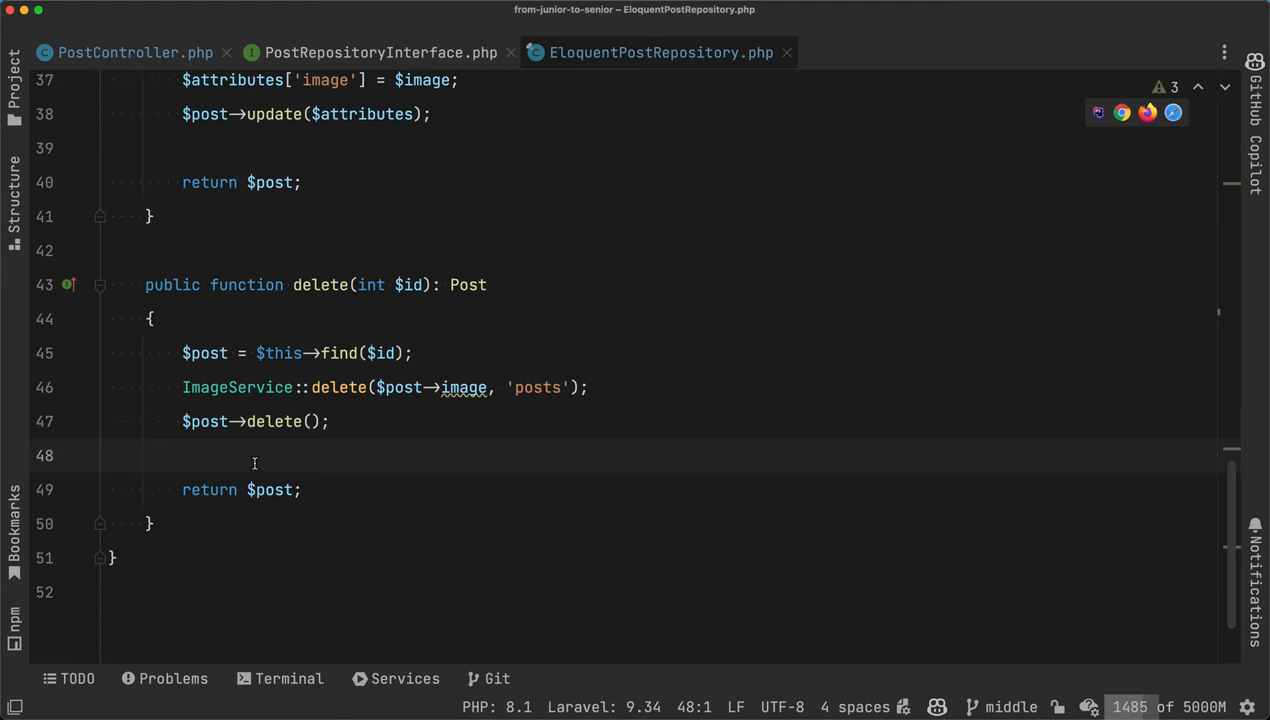 from-junior-to-senior – EloquentPostRepository.php
PostController.php
PostRepositoryInterface.php
EloquentPostRepository.php
Project
Structure
Bookmarks
npm
37 $attributes['image'] = $image;
38 $post->update($attributes);
39
40 return $post;
41 }
42
43 public function delete(int $id): Post
44 {
45 $post = $this->find($id);
46 ImageService::delete($post->image, 'posts');
47 $post->delete();
48
49 return $post;
50 }
51 }
52
3
GitHub Copilot
Notifications
TODO Problems Terminal Services Git
PHP: 8.1 Laravel: 9.34 48:1 LF UTF-8 4 spaces middle 1485 of 5000M